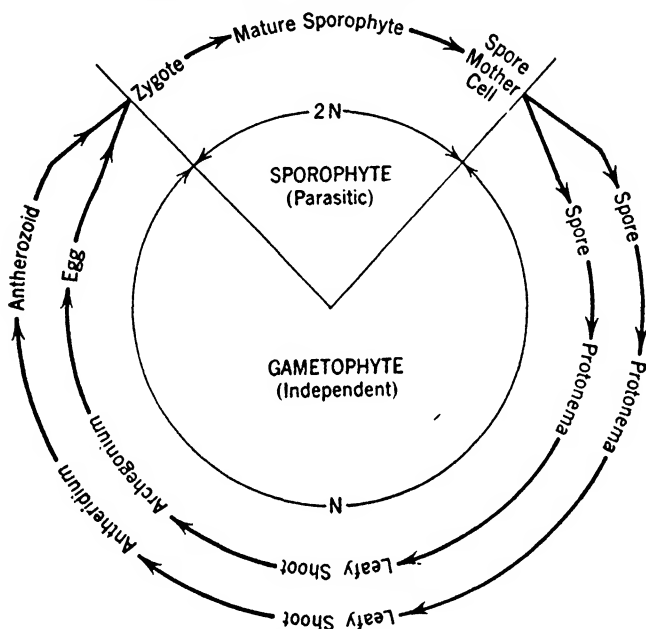 Zygote
Mature Sporophyte
Spore
Mother
Cell
2N
SPOROPHYTE
(Parasitic)
Spore
Spore
Antherozoid
Egg
GAMETOPHYTE
(Independent)
Protonema
Protonema
Archegonium
Antheridium
N
Leafy Shoot
Leafy Shoot